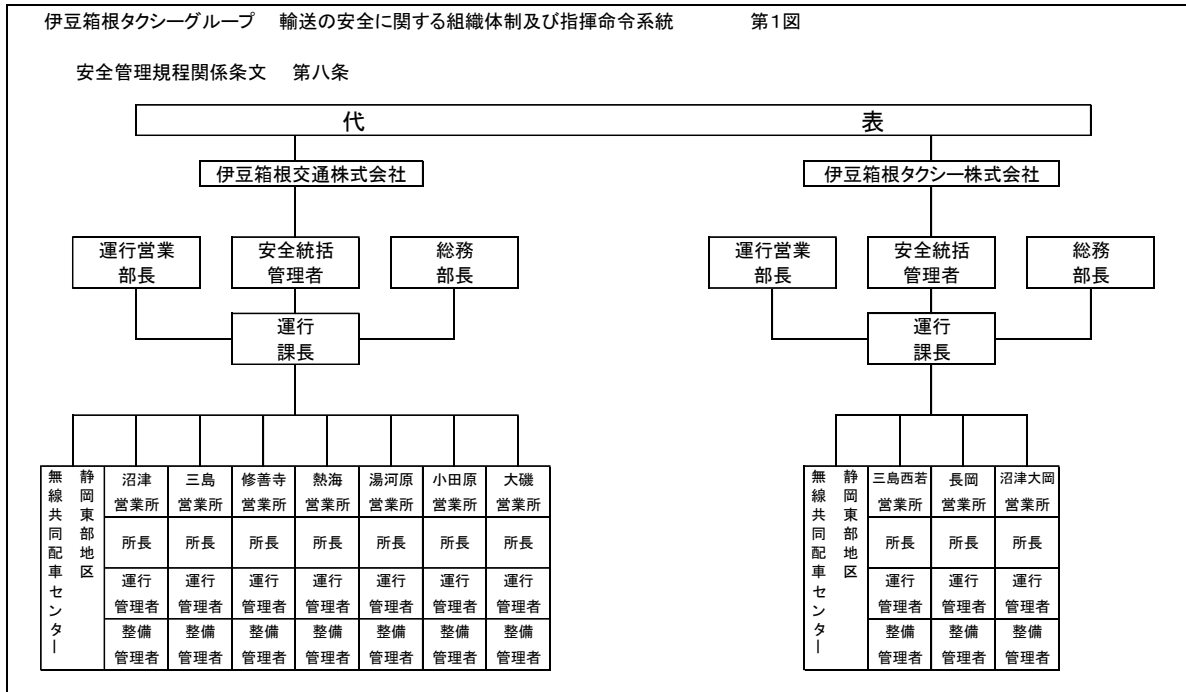 伊豆箱根タクシーグループ　輸送の安全に関する組織体制及び指揮命令系統　第１図
安全管理規程関係条文　第八条
代表
伊豆箱根交通株式会社
伊豆箱根タクシー株式会社
運行営業
部長
安全統括
管理者
総務
部長
運行営業
部長
安全統括
管理者
総務
部長
運行
課長
運行
課長
静岡東部地区
無線共同配車センター
沼津
営業所
三島
営業所
修善寺
営業所
熱海
営業所
湯河原
営業所
小田原
営業所
大磯
営業所
所長
所長
所長
所長
所長
所長
所長
運行
管理者
運行
管理者
運行
管理者
運行
管理者
運行
管理者
運行
管理者
運行
管理者
整備
管理者
整備
管理者
整備
管理者
整備
管理者
整備
管理者
整備
管理者
整備
管理者
静岡東部地区
無線共同配車センター
三島西若
営業所
長岡
営業所
沼津大岡
営業所
所長
所長
所長
運行
管理者
運行
管理者
運行
管理者
整備
管理者
整備
管理者
整備
管理者